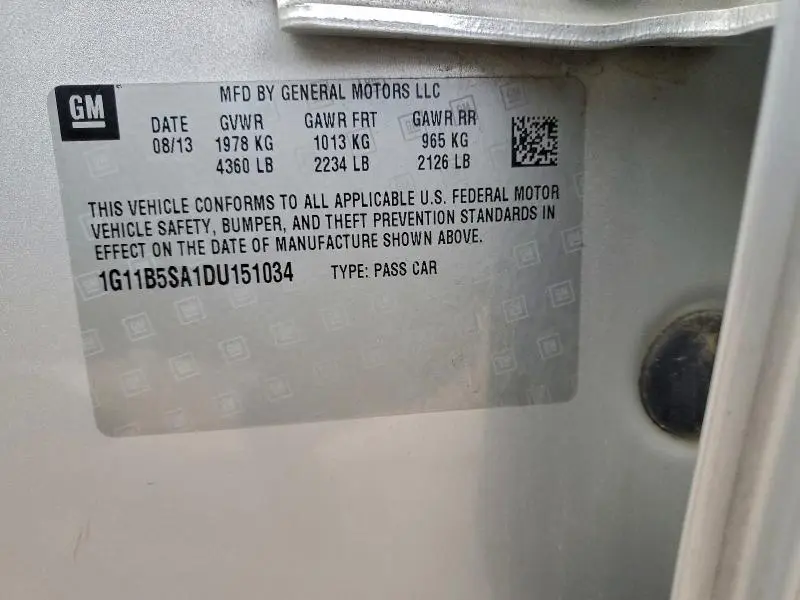 GM
MFD BY GENERAL MOTORS LLC
DATE GVWR GAWR FRT GAWR RR
08/13 1978 KG 1013 KG 965 KG
4360 LB 2234 LB 2126 LB
THIS VEHICLE CONFORMS TO ALL APPLICABLE U.S. FEDERAL MOTOR
VEHICLE SAFETY, BUMPER, AND THEFT PREVENTION STANDARDS IN
EFFECT ON THE DATE OF MANUFACTURE SHOWN ABOVE.
1G11B5SA1DU151034 TYPE: PASS CAR